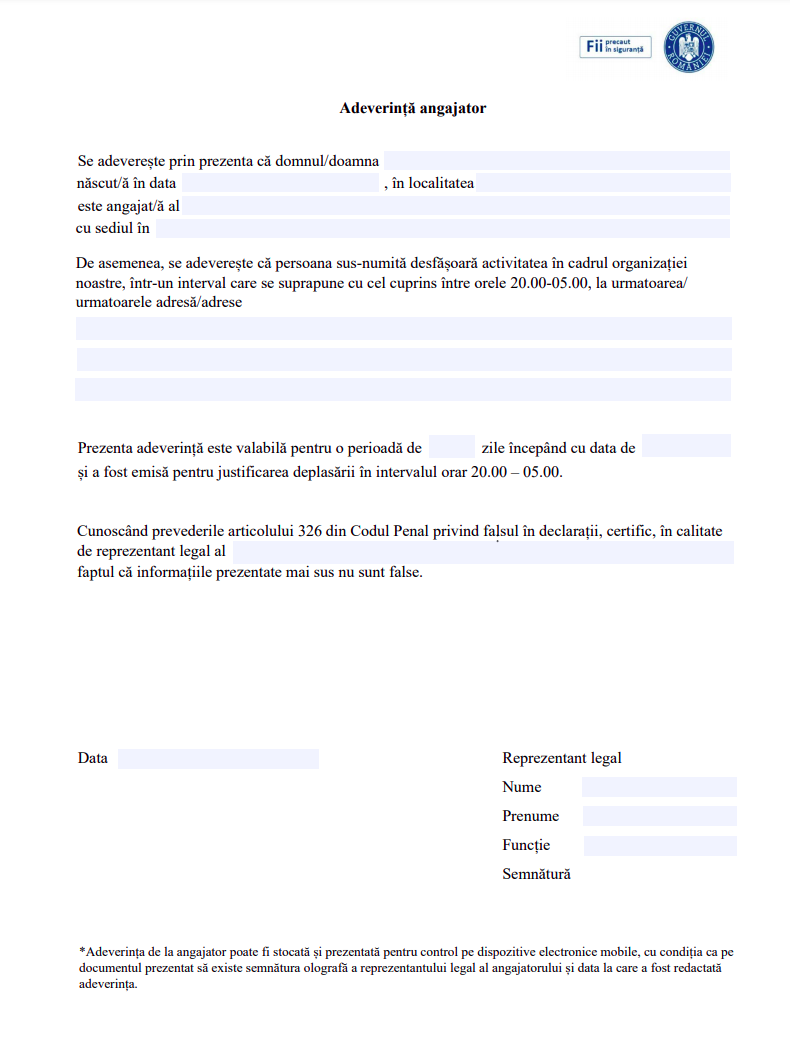 Fii precaut
în siguranță
GUVERNUL ROMÂNIEI
Adeverință angajator
Se adeverește prin prezenta că domnul/doamna
născut/ă în data , în localitatea
este angajat/ă al
cu sediul în
De asemenea, se adeverește că persoana sus-numită desfășoară activitatea în cadrul organizației
noastre, într-un interval care se suprapune cu cel cuprins între orele 20.00-05.00, la urmatoarea/
urmatoarele adresă/adrese
Prezenta adeverință este valabilă pentru o perioadă de zile începând cu data de
și a fost emisă pentru justificarea deplasării în intervalul orar 20.00 – 05.00.
Cunoscând prevederile articolului 326 din Codul Penal privind falsul în declarații, certific, în calitate
de reprezentant legal al
faptul că informațiile prezentate mai sus nu sunt false.
Data
Reprezentant legal
Nume
Prenume
Funcție
Semnătură
*Adeverința de la angajator poate fi stocată și prezentată pentru control pe dispozitive electronice mobile, cu condiția ca pe
documentul prezentat să existe semnătura olografă a reprezentantului legal al angajatorului și data la care a fost redactată
adeverința.